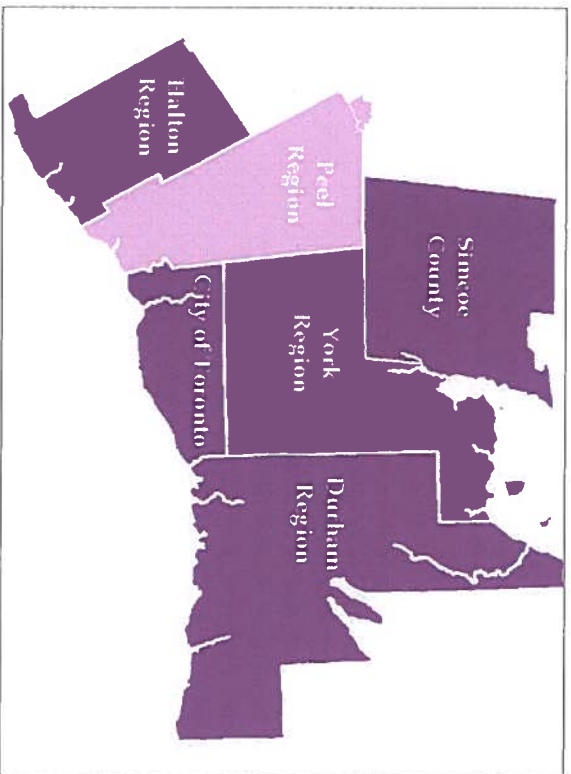 Simcoe
County
Peel
Region
York
Region
Durham
Region
Halton
Region
City of Toronto